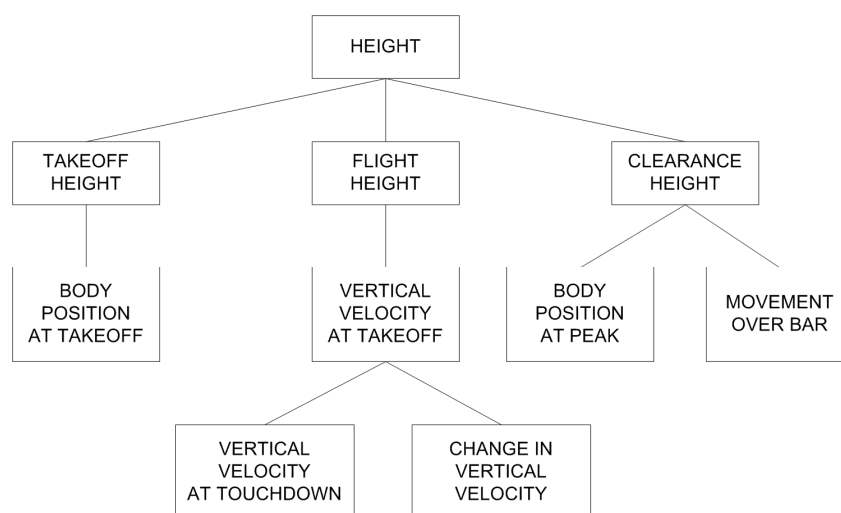 HEIGHT
TAKEOFF
HEIGHT
FLIGHT
HEIGHT
CLEARANCE
HEIGHT
BODY
POSITION
AT TAKEOFF
VERTICAL
VELOCITY
AT TAKEOFF
BODY
POSITION
AT PEAK
MOVEMENT
OVER BAR
VERTICAL
VELOCITY
AT TOUCHDOWN
CHANGE IN
VERTICAL
VELOCITY